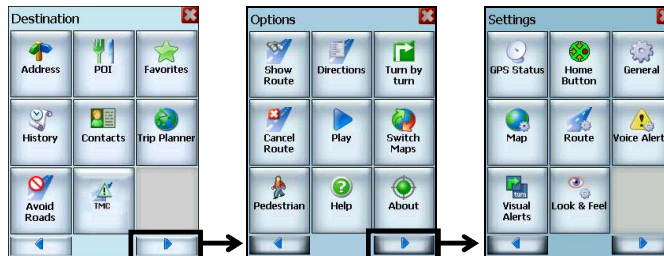 Destination
Address
POI
Favorites
History
Contacts
Trip Planner
Avoid
Roads
TMC
Options
Show
Route
Directions
Turn by
turn
Cancel
Route
Play
Switch
Maps
Pedestrian
Help
About
Settings
GPS Status
Home
Button
General
Map
Route
Voice Alert
turn
Visual
Alerts
Look & Feel